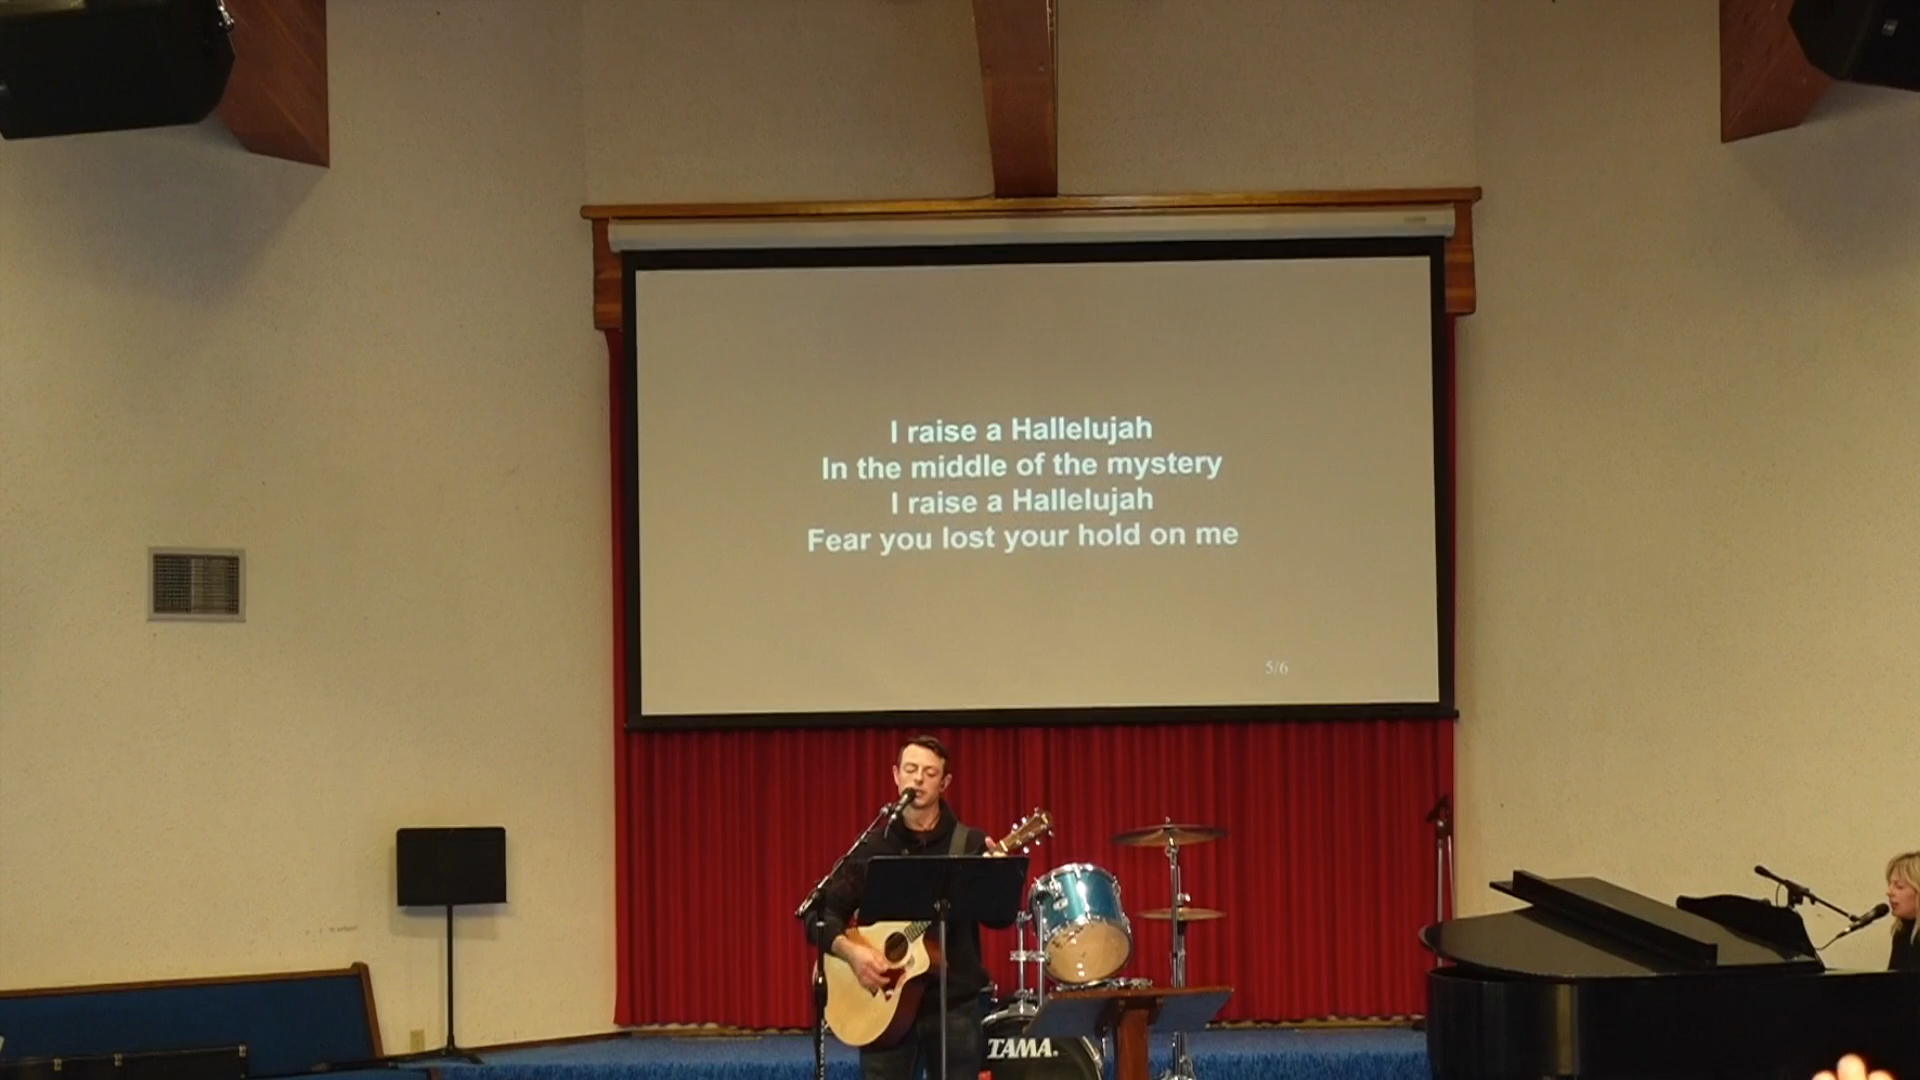 I raise a Hallelujah
In the middle of the mystery
I raise a Hallelujah
Fear you lost your hold on me
5/6
TAMA.